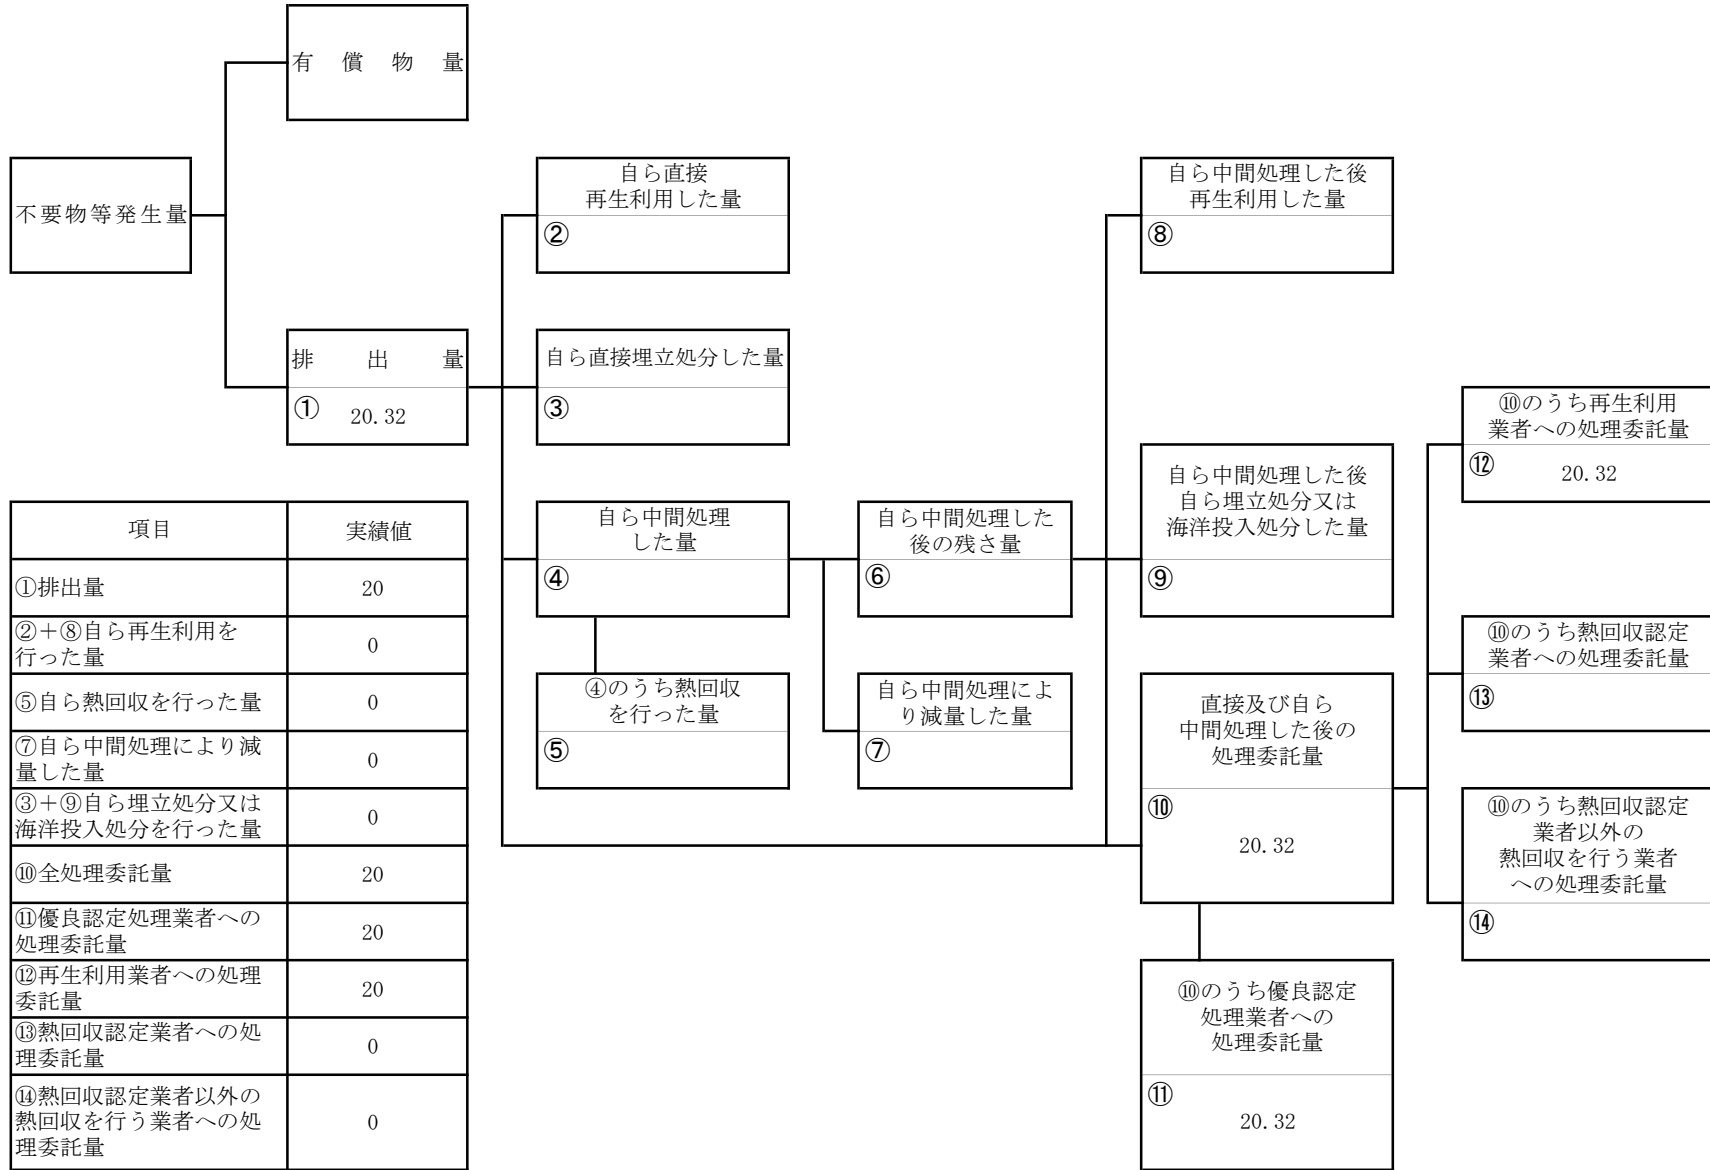 有償物量
不要物等発生量
排出量
① 20.32
自ら直接
再生利用した量
②
自ら直接埋立処分した量
③
自ら中間処理
した量
④
④のうち熱回収
を行った量
⑤
自ら中間処理した
後の残さ量
⑥
自ら中間処理によ
り減量した量
⑦
自ら中間処理した後
再生利用した量
⑧
自ら中間処理した後
自ら埋立処分又は
海洋投入処分した量
⑨
直接及び自ら
中間処理した後の
処理委託量
⑩
20.32
⑩のうち優良認定
処理業者への
処理委託量
⑪
20.32
⑩のうち再生利用
業者への処理委託量
⑫ 20.32
⑩のうち熱回収認定
業者への処理委託量
⑬
⑩のうち熱回収認定
業者以外の
熱回収を行う業者
への処理委託量
⑭
項目 実績値
①排出量 20
②＋⑧自ら再生利用を
行った量 0
⑤自ら熱回収を行った量 0
⑦自ら中間処理により減
量した量 0
③＋⑨自ら埋立処分又は
海洋投入処分を行った量 0
⑩全処理委託量 20
⑪優良認定処理業者への
処理委託量 20
⑫再生利用業者への処理
委託量 20
⑬熱回収認定業者への処
理委託量 0
⑭熱回収認定業者以外の
熱回収を行う業者への処
理委託量 0